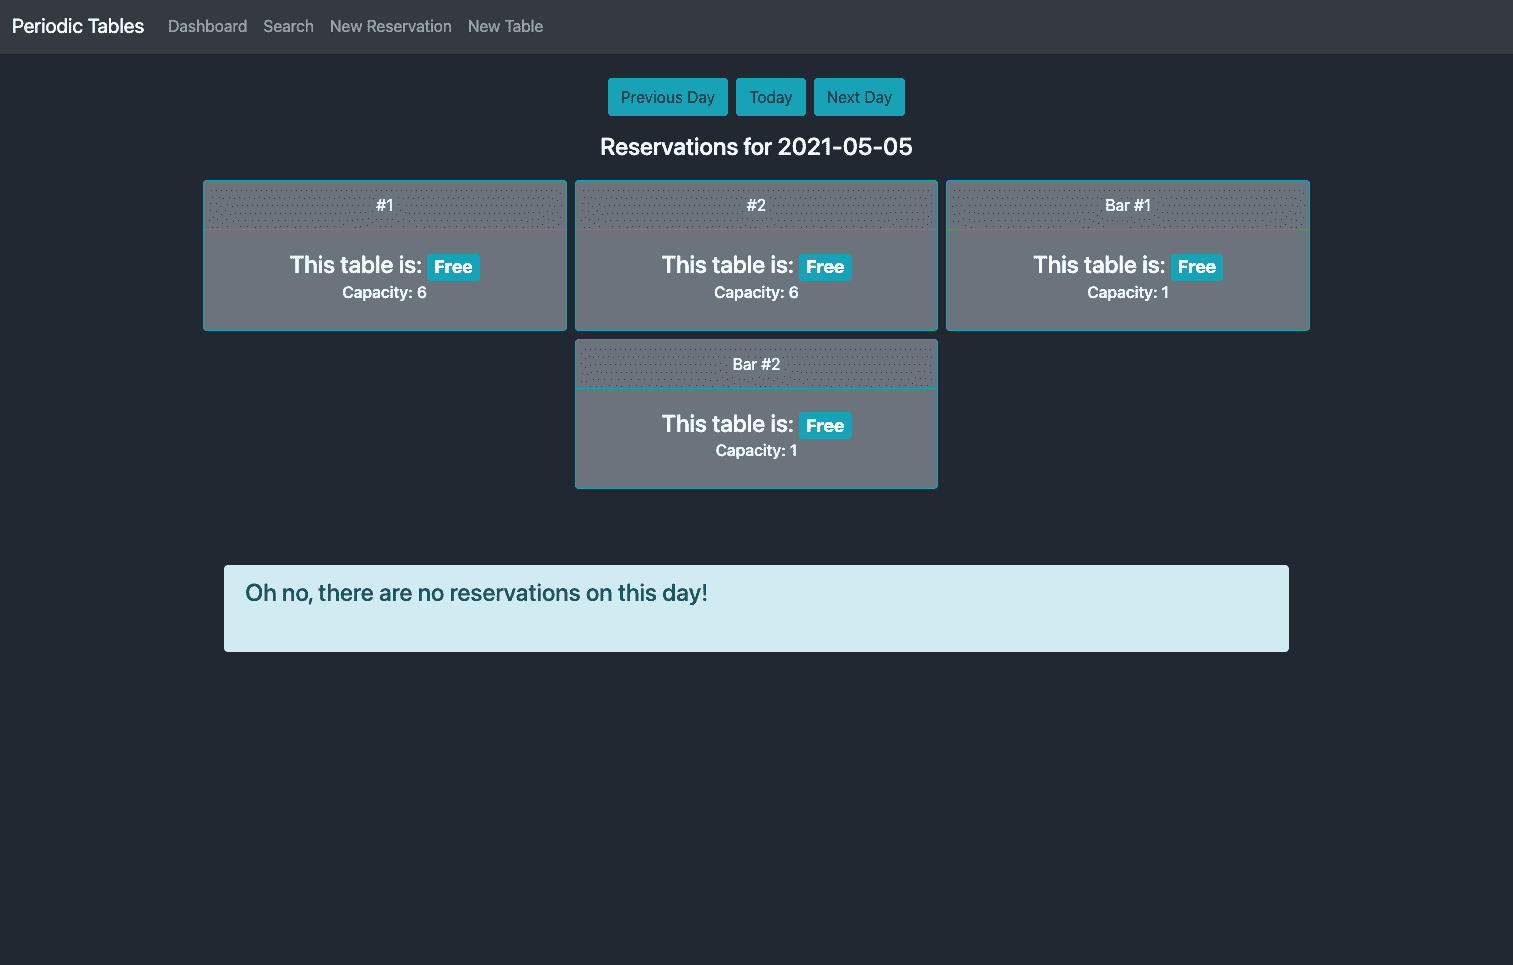 Periodic Tables Dashboard Search New Reservation New Table
Previous Day Today Next Day
Reservations for 2021-05-05
#1
This table is: Free
Capacity: 6
#2
This table is: Free
Capacity: 6
Bar #1
This table is: Free
Capacity: 1
Bar #2
This table is: Free
Capacity: 1
Oh no, there are no reservations on this day!